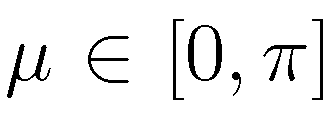 μ ∈ [0, π]